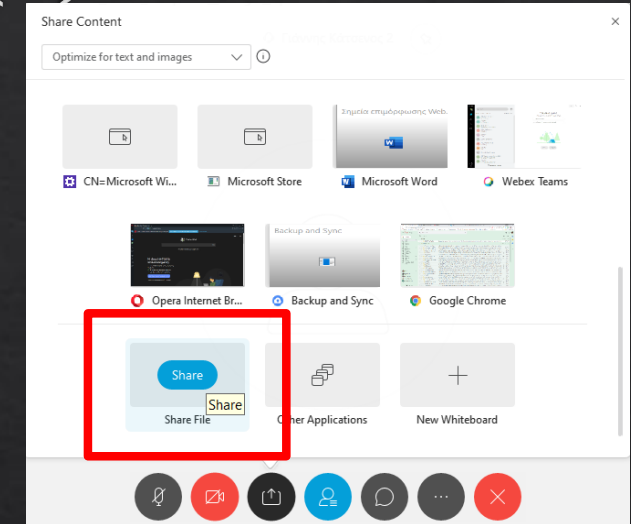 Share Content
Optimize for text and images
Σημεία επιμόρφωσης Web.
CN=Microsoft Wi...
Microsoft Store
Microsoft Word
Webex Teams
Backup and Sync
Opera Internet Br...
Backup and Sync
Google Chrome
Share
Share
Share File
Other Applications
New Whiteboard